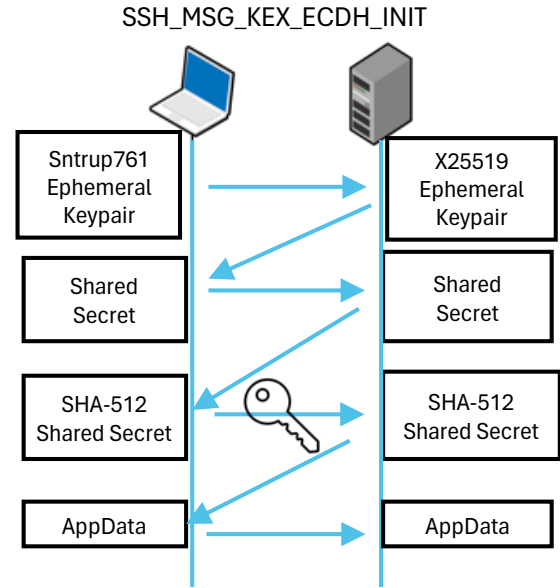 SSH_MSG_KEX_ECDH_INIT
Sntrup761
Ephemeral
Keypair
X25519
Ephemeral
Keypair
Shared
Secret
Shared
Secret
SHA-512
Shared Secret
SHA-512
Shared Secret
AppData
AppData